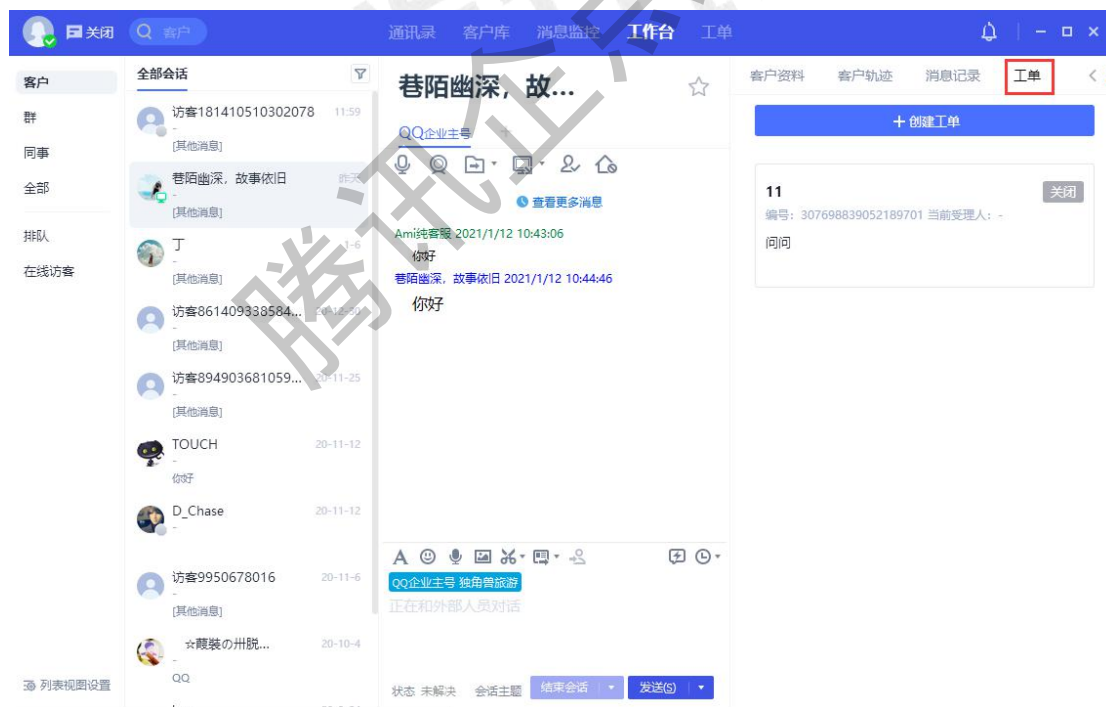 关闭
客户
通讯录 客户库 消息监控 工作台 工单
客户
群
同事
全部
排队
在线访客
列表视图设置
全部会话
访客181410510302078 11:59
-
[其他消息]
巷陌幽深，故事依旧 昨天
-
[其他消息]
丁 1-6
-
[其他消息]
访客861409338584... 20-12-30
-
[其他消息]
访客894903681059... 20-11-25
-
[其他消息]
TOUCH 20-11-12
-
你好
D_Chase 20-11-12
-
访客9950678016 20-11-6
-
[其他消息]
☆葭裝の卅脱... 20-10-4
-
QQ
巷陌幽深，故...
QQ企业主号 +
查看更多消息
Ami纯客服 2021/1/12 10:43:06
你好
巷陌幽深，故事依旧 2021/1/12 10:44:46
你好
QQ企业主号 独角兽旅游
正在和外部人员对话
状态 未解决 会话主题 结束会话 发送(S)
客户资料 客户轨迹 消息记录 工单
+ 创建工单
11 关闭
编号：307698839052189701 当前受理人：-
问问
腾讯企点